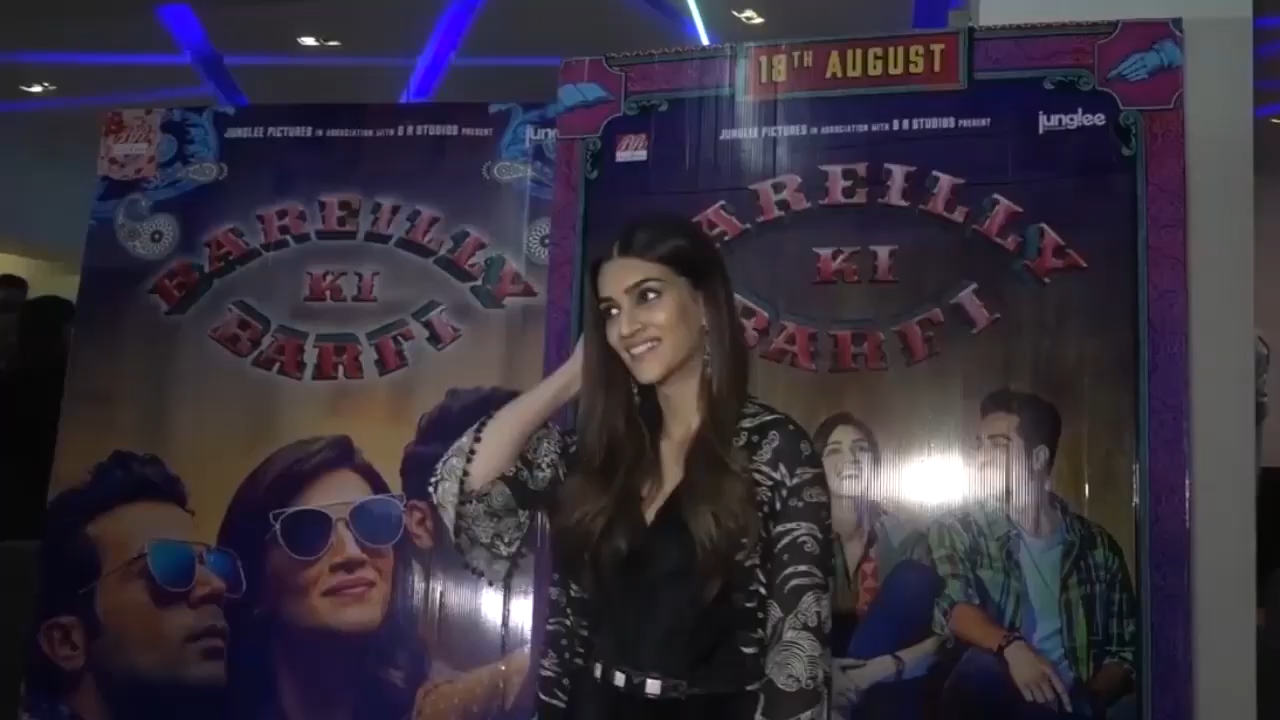 JUNGLEE PICTURES IN ASSOCIATION WITH B R STUDIOS PRESENT
BAREILLY
KI
BARFI
18TH AUGUST
JUNGLEE PICTURES IN ASSOCIATION WITH B R STUDIOS PRESENT
junglee
AREILLY
KI
BARFI